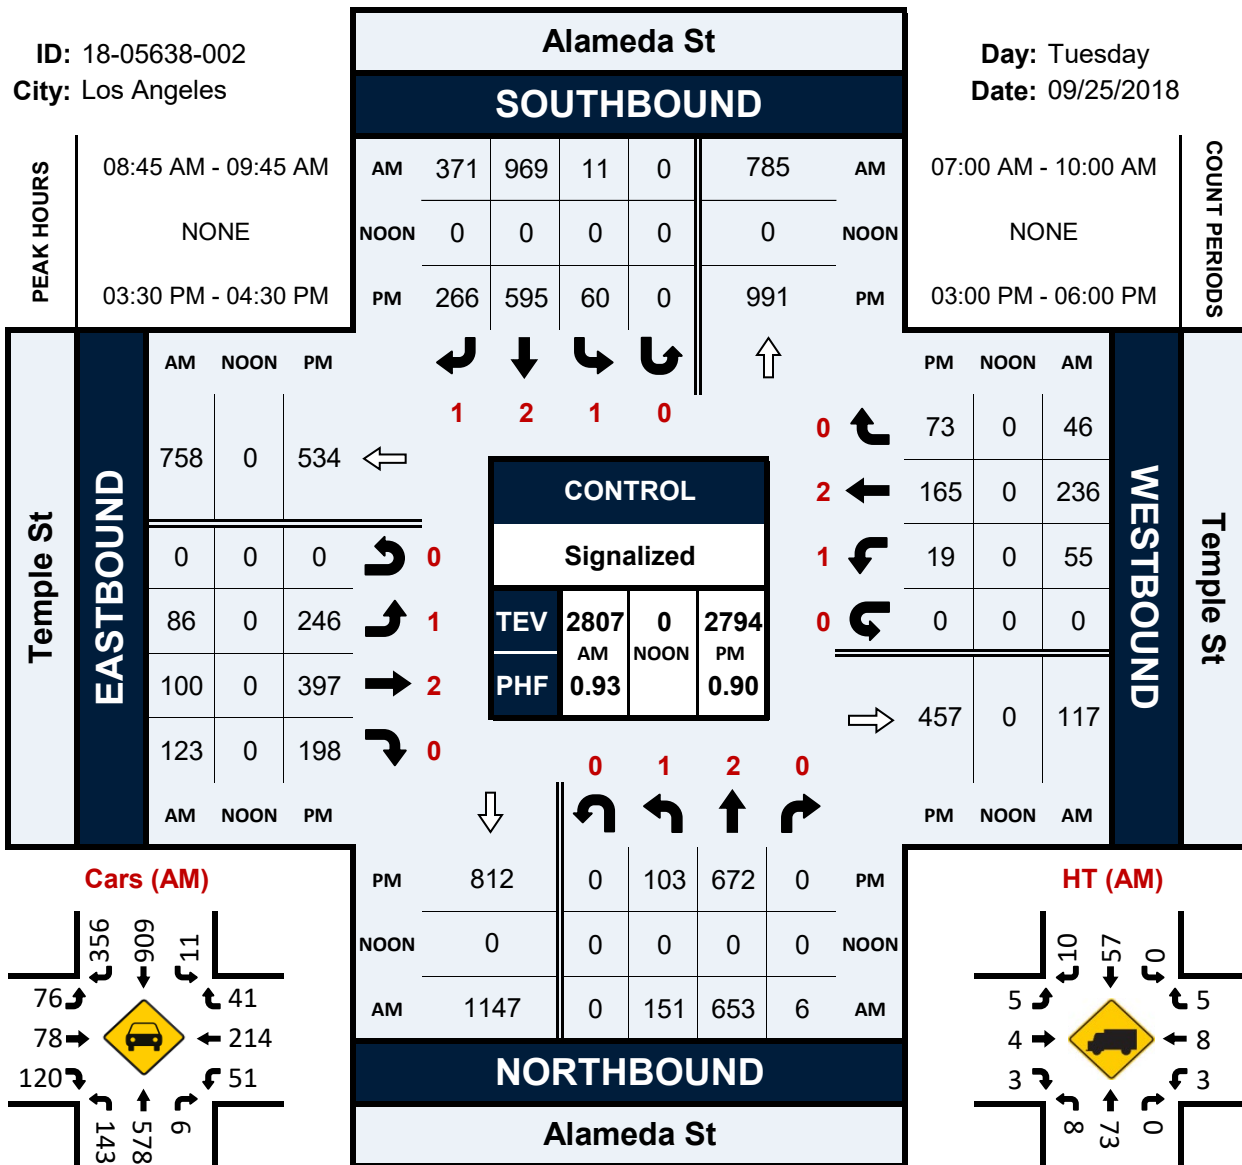 Alameda St
ID: 18-05638-002
Day: Tuesday
City: Los Angeles
Date: 09/25/2018
SOUTHBOUND
PEAK HOURS
08:45 AM - 09:45 AM
NONE
03:30 PM - 04:30 PM
AM 371 969 11 0 785 AM
NOON 0 0 0 0 0 NOON
PM 266 595 60 0 991 PM
07:00 AM - 10:00 AM
NONE
03:00 PM - 06:00 PM
COUNT PERIODS
1 2 1 0
Temple St
EASTBOUND
AM NOON PM
758 0 534
0 0 0 0
86 0 246 1
100 0 397 2
123 0 198 0
AM NOON PM
CONTROL
Signalized
TEV 2807 0 2794
AM NOON PM
PHF 0.93 0.90
PM NOON AM
0 73 0 46
2 165 0 236
1 19 0 55
0 0 0 0
457 0 117
PM NOON AM
WESTBOUND
Temple St
0 1 2 0
PM 812 0 103 672 0 PM
NOON 0 0 0 0 0 NOON
AM 1147 0 151 653 6 AM
NORTHBOUND
Alameda St
Cars (AM)
356 909 11
76 41
78 214
120 51
143 578 6
HT (AM)
10 57 0
5 5
4 8
3 3
8 73 0